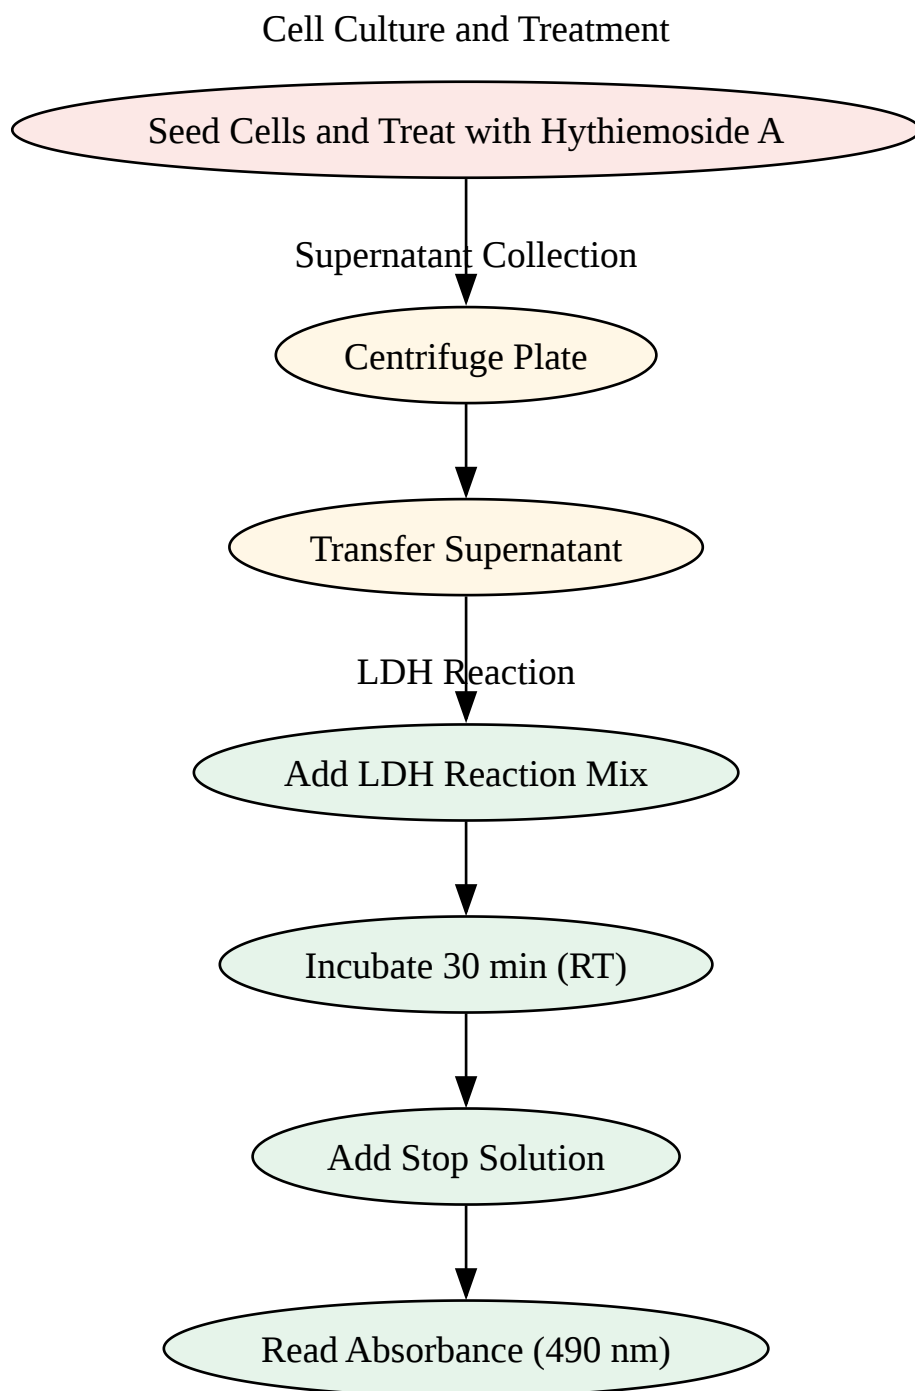 Cell Culture and Treatment
Seed Cells and Treat with Hythiemoside A
Supernatant Collection
Centrifuge Plate
Transfer Supernatant
LDH Reaction
Add LDH Reaction Mix
Incubate 30 min (RT)
Add Stop Solution
Read Absorbance (490 nm)